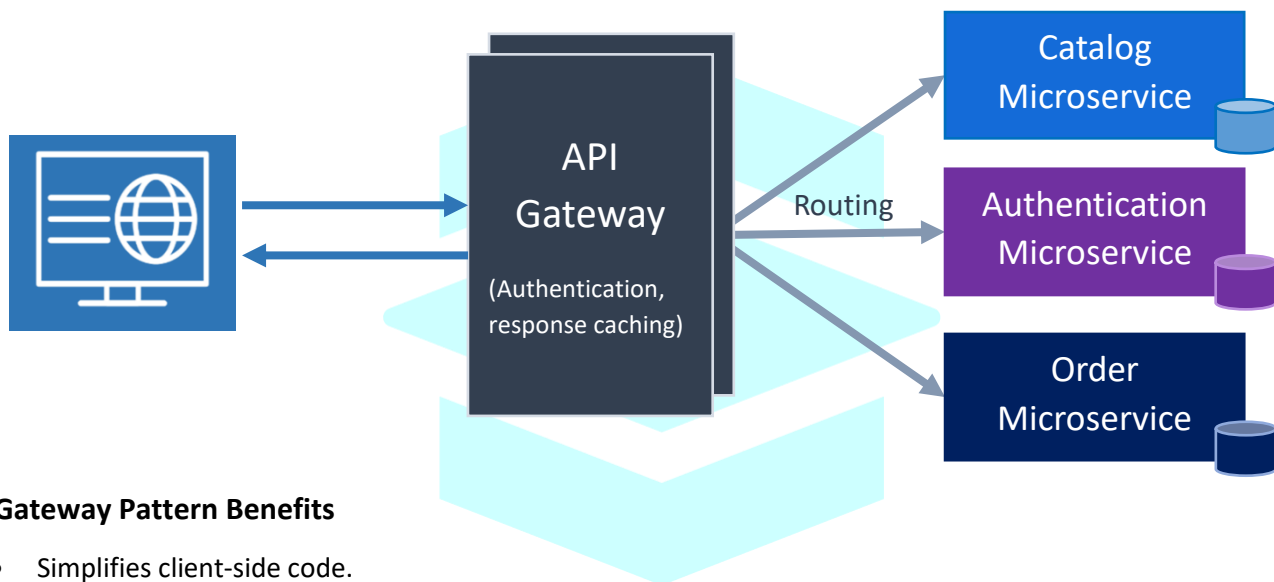 Catalog
Microservice
API
Gateway
(Authentication,
response caching)
Routing
Authentication
Microservice
Order
Microservice
Gateway Pattern Benefits
• Simplifies client-side code.